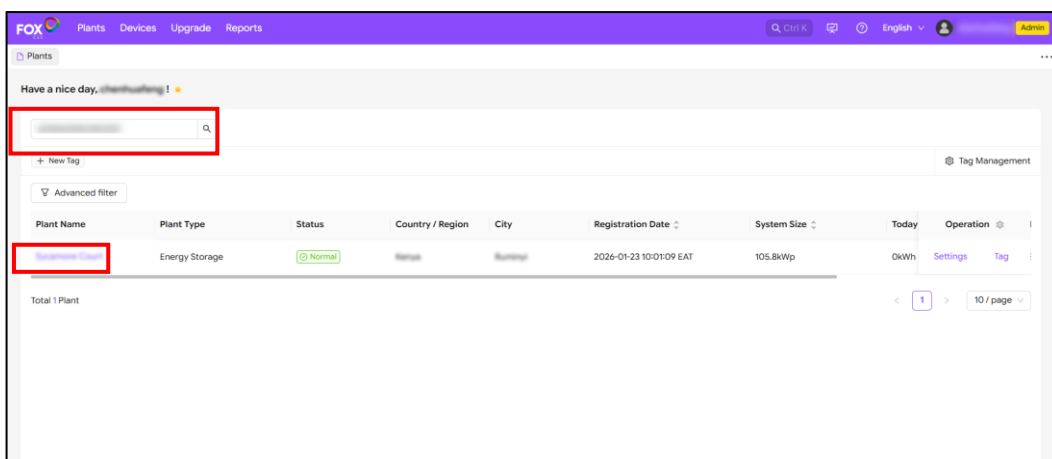 FOX ESS Plants Devices Upgrade Reports Ctrl K English Admin
Plants
Have a nice day, !
+ New Tag Tag Management
Advanced filter
Plant Name Plant Type Status Country / Region City Registration Date System Size Today Operation
Energy Storage Normal 2026-01-23 10:01:09 EAT 105.8kWp 0kWh Settings Tag
Total 1 Plant < 1 > 10 / page